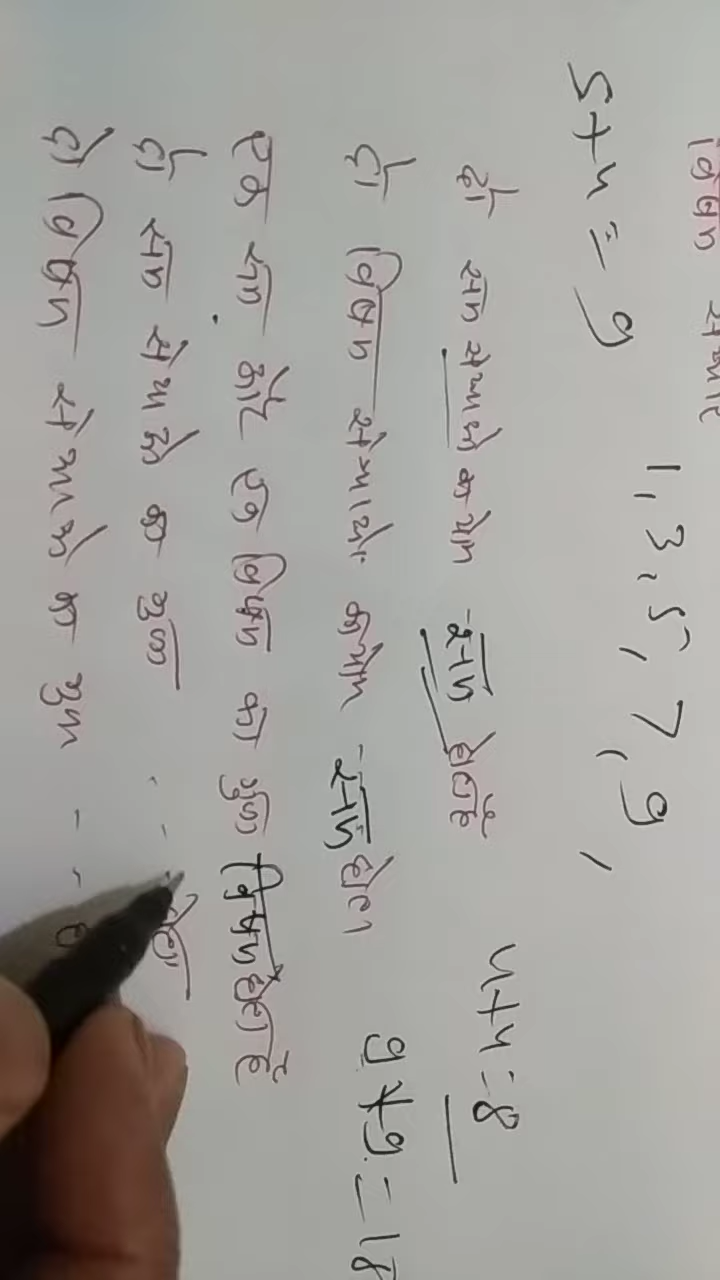 विषम संख्याएँ
5+4=9 1,3,5,7,9,
4+4=8
दो सम संख्याओं का योग सम होता है
दो विषम संख्याओं का योग सम होता 9+9=18
एक सम और एक विषम का गुणा विषम होता है
दो सम संख्याओं का गुणा - -
दो विषम संख्याओं का गुणा - -